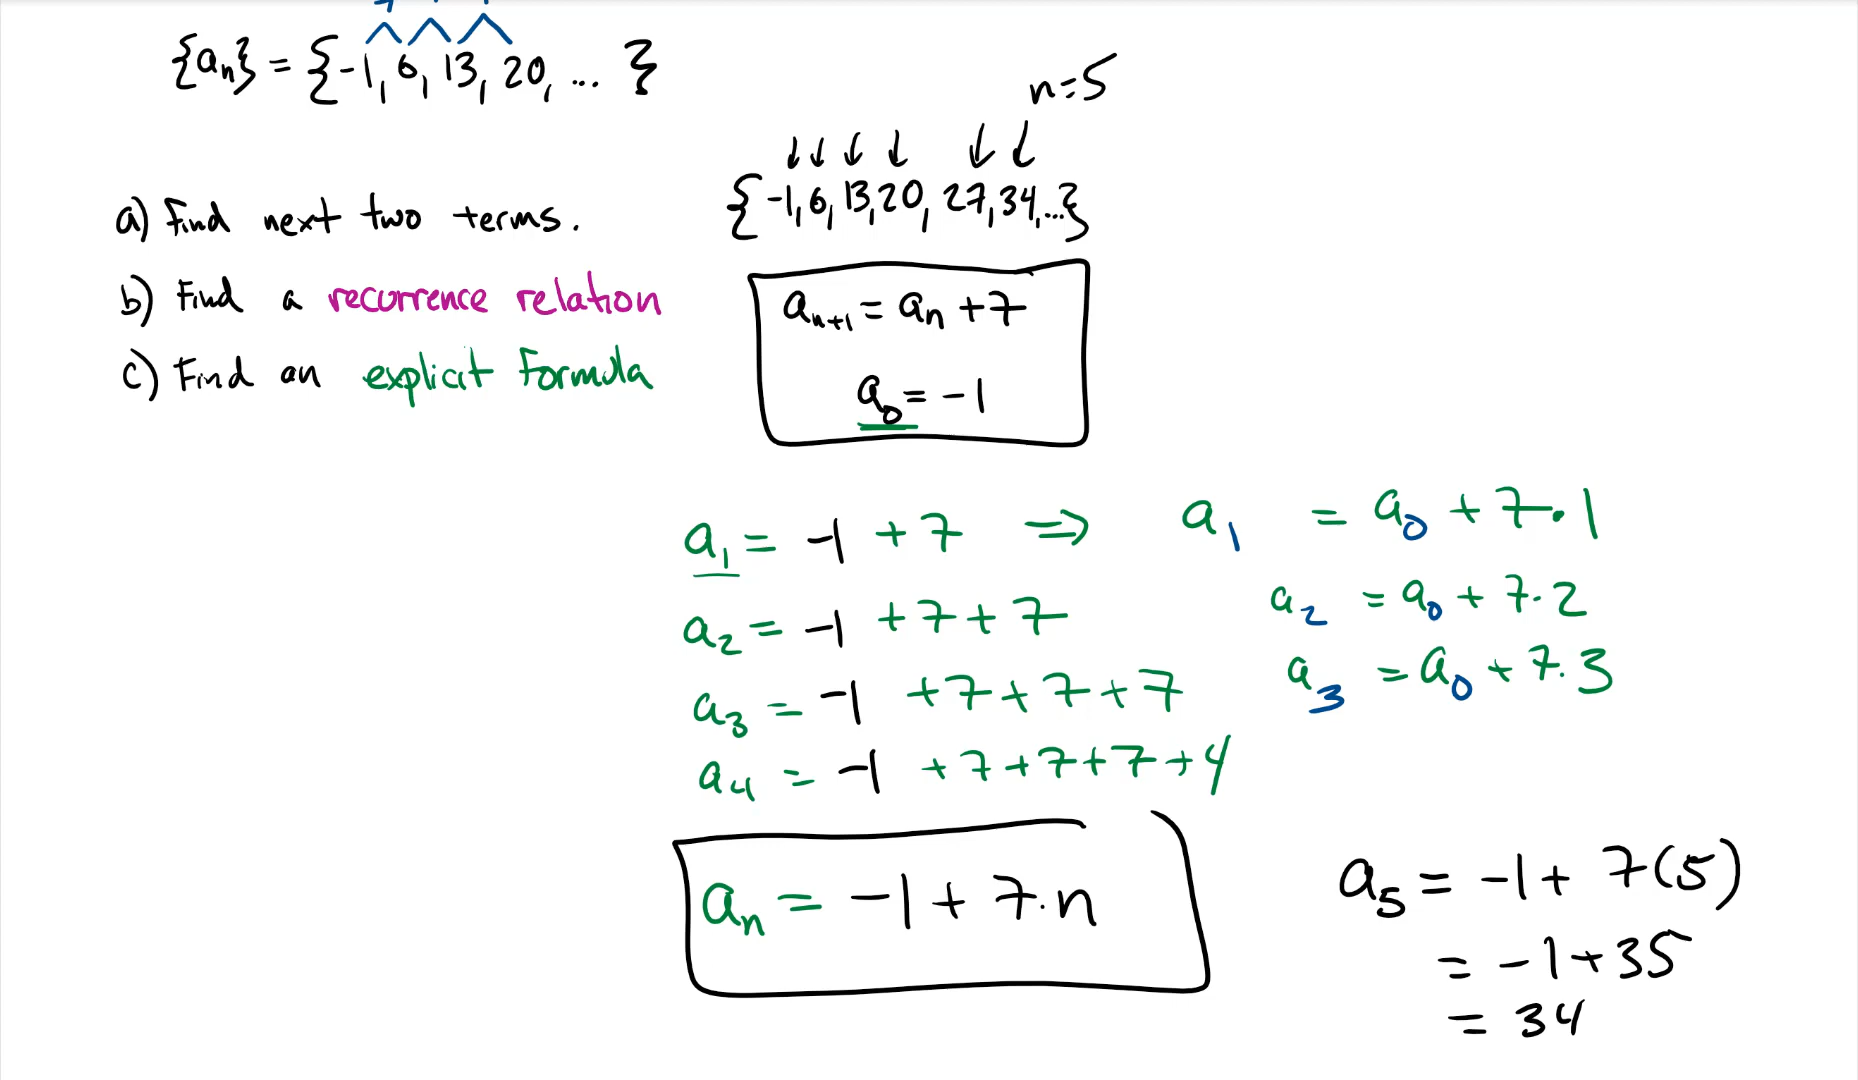 {aₙ} = {-1, 6, 13, 20, ... }
n=5
{-1, 6, 13, 20, 27, 34, ...}
a) Find next two terms.
b) Find a recurrence relation
c) Find an explicit formula
aₙ₊₁ = aₙ + 7
a₀ = -1
a₁ = -1 + 7 ⇒ a₁ = a₀ + 7·1
a₂ = -1 + 7 + 7 a₂ = a₀ + 7·2
a₃ = -1 + 7 + 7 + 7 a₃ = a₀ + 7·3
a₄ = -1 + 7 + 7 + 7 + 4
aₙ = -1 + 7·n
a₅ = -1 + 7(5)
= -1 + 35
= 34